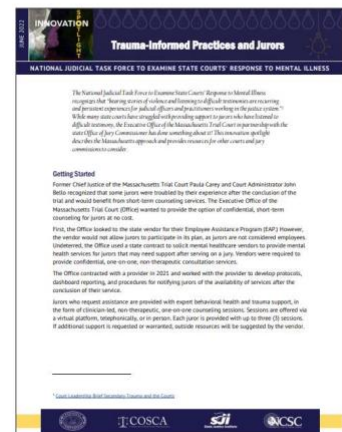 JUNE 2022
INNOVATION
SPOTLIGHT
Trauma-Informed Practices and Jurors
NATIONAL JUDICIAL TASK FORCE TO EXAMINE STATE COURTS' RESPONSE TO MENTAL ILLNESS
The National Judicial Task Force to Examine State Courts' Response to Mental Illness
recognizes that "hearing stories of violence and listening to difficult testimonies are recurring
and persistent experiences for judicial officers and practitioners working in the justice system".¹
While many state courts have struggled with providing support to jurors who have listened to
difficult testimony, the Executive Office of the Massachusetts Trial Court in partnership with the
state Office of Jury Commissioners has done something about it! This innovation spotlight
describes the Massachusetts approach and provides resources for other courts and jury
commissions to consider.
Getting Started
Former Chief Justice of the Massachusetts Trial Court Paula Carey and Court Administrator John
Bello recognized that some jurors were troubled by their experience after the conclusion of the
trial and would benefit from short-term counseling services. The Executive Office of the
Massachusetts Trial Court (Office) wanted to provide the option of confidential, short-term
counseling for jurors at no cost.
First, the Office looked to the state vendor for their Employee Assistance Program (EAP.) However,
the vendor would not allow jurors to participate in its plan, as jurors are not considered employees.
Undeterred, the Office used a state contract to solicit mental healthcare vendors to provide mental
health services for jurors that may need support after serving on a jury. Vendors were required to
provide confidential, one-on-one, non-therapeutic consultation services.
The Office contracted with a provider in 2021 and worked with the provider to develop protocols,
dashboard reporting, and procedures for notifying jurors of the availability of services after the
conclusion of their service.
Jurors who request assistance are provided with expert behavioral health and trauma support, in
the form of clinician-led, non-therapeutic, one-on-one counseling sessions. Sessions are offered via
a virtual platform, telephonically, or in person. Each juror is provided with up to three (3) sessions.
If additional support is requested or warranted, outside resources will be suggested by the vendor.
¹ Court Leadership Brief Secondary Trauma and the Courts
COSCA
sji
NCSC